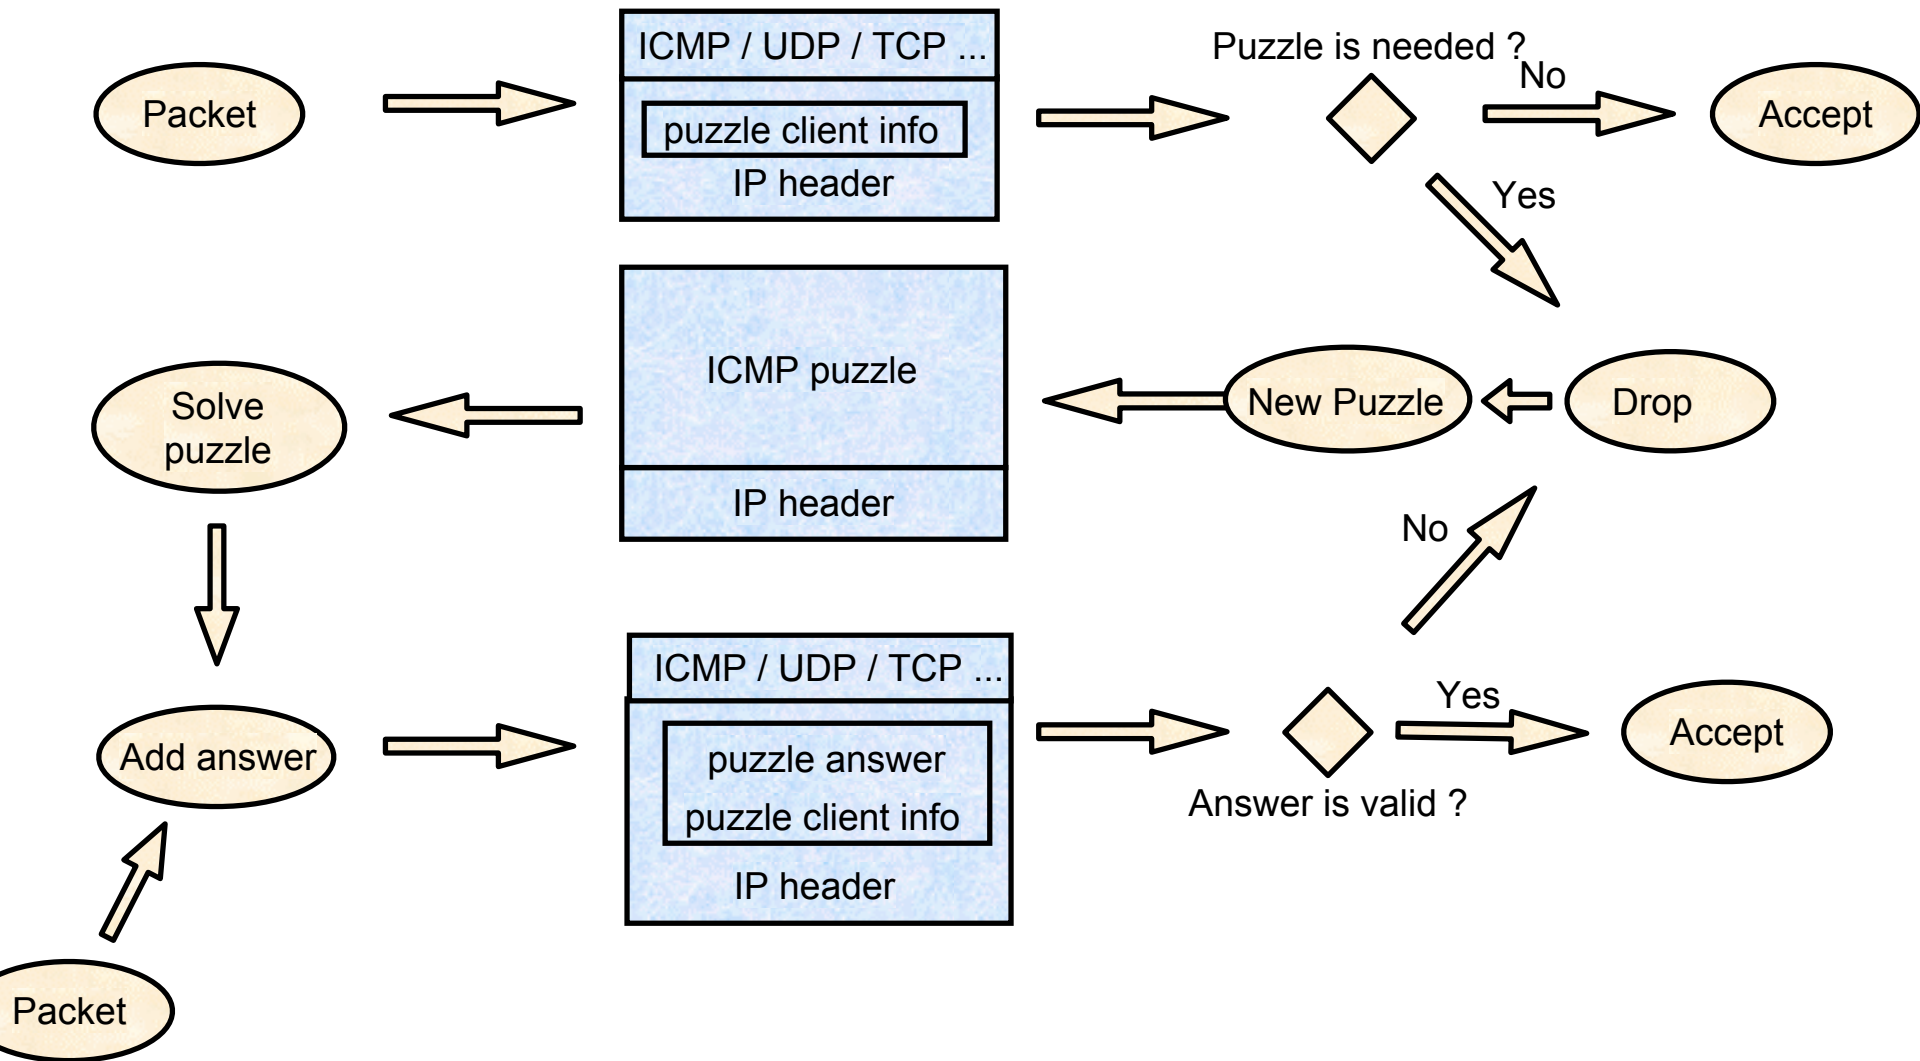 Packet
ICMP / UDP / TCP ...
puzzle client info
IP header
Puzzle is needed ?
No
Accept
Yes
Solve
puzzle
ICMP puzzle
IP header
New Puzzle
Drop
No
Add answer
ICMP / UDP / TCP ...
puzzle answer
puzzle client info
IP header
Yes
Answer is valid ?
Accept
Packet